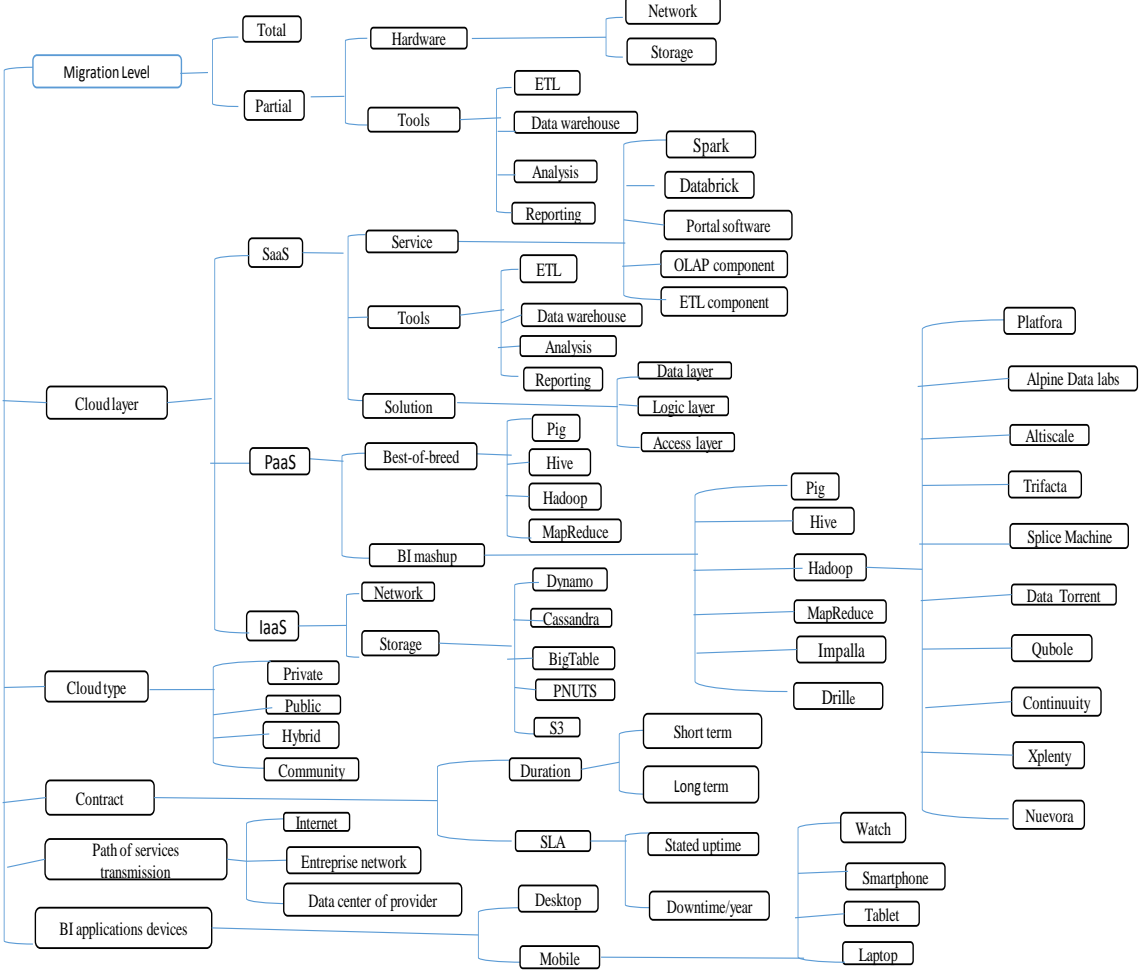 Network
Total
Hardware
Storage
Migration Level
ETL
Partial
Tools
Data warehouse
Spark
Analysis
Databrick
Reporting
Portal software
Service
SaaS
OLAP component
ETL
ETL component
Tools
Data warehouse
Platfora
Analysis
Data layer
Reporting
Alpine Data labs
Cloud layer
Solution
Logic layer
Pig
Access layer
Altiscale
PaaS
Best-of-breed
Hive
Pig
Trifacta
Hadoop
Hive
MapReduce
Splice Machine
BI mashup
Hadoop
Dynamo
Network
Data Torrent
Cassandra
MapReduce
IaaS
Storage
Impalla
Qubole
BigTable
Private
Cloud type
PNUTS
Drille
Public
Continuity
S3
Hybrid
Short term
Xplenty
Community
Duration
Long term
Contract
Nuevora
Internet
Watch
SLA
Stated uptime
Path of services
transmission
Entreprise network
Smartphone
Desktop
Data center of provider
Downtime/year
Tablet
BI applications devices
Mobile
Laptop